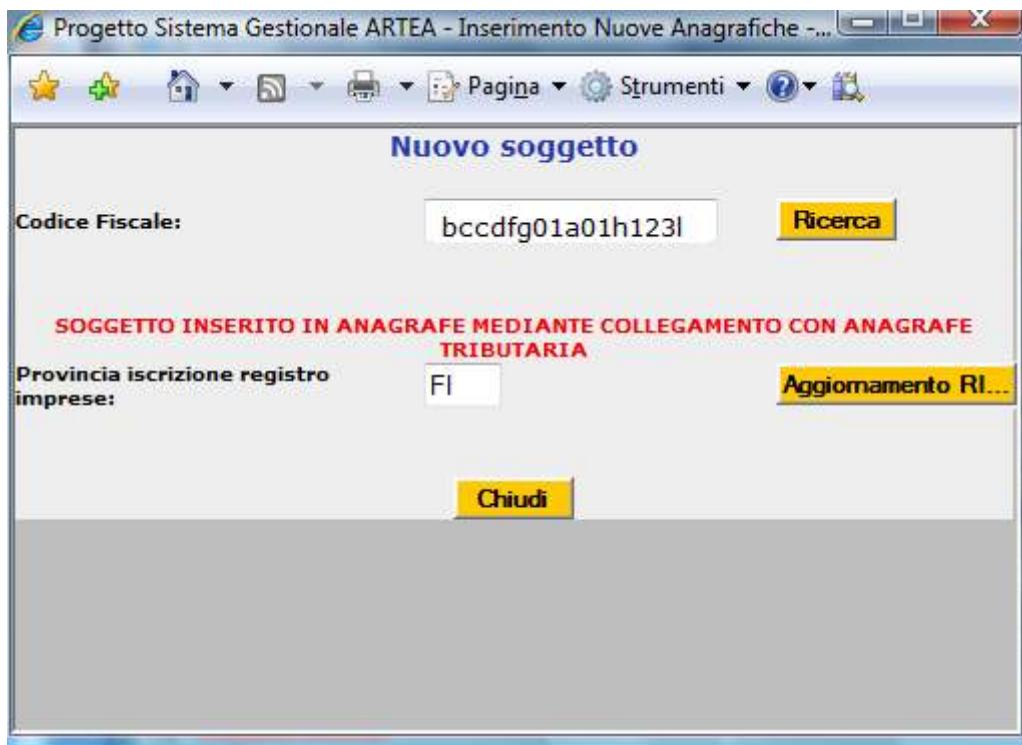 Progetto Sistema Gestionale ARTEA - Inserimento Nuove Anagrafiche -...
Pagina Strumenti
Nuovo soggetto
Codice Fiscale: bccdfg01a01h123l Ricerca
SOGGETTO INSERITO IN ANAGRAFE MEDIANTE COLLEGAMENTO CON ANAGRAFE
TRIBUTARIA
Provincia iscrizione registro
imprese: FI Aggiornamento RI...
Chiudi